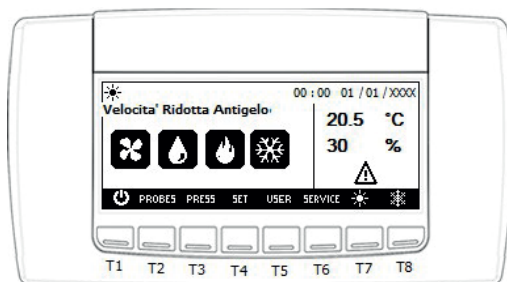 00 : 00 01 / 01 / XXXX
Velocita' Ridotta Antigelo
20.5 °C
30 %
PROBES PRESS SET USER SERVICE
T1 T2 T3 T4 T5 T6 T7 T8